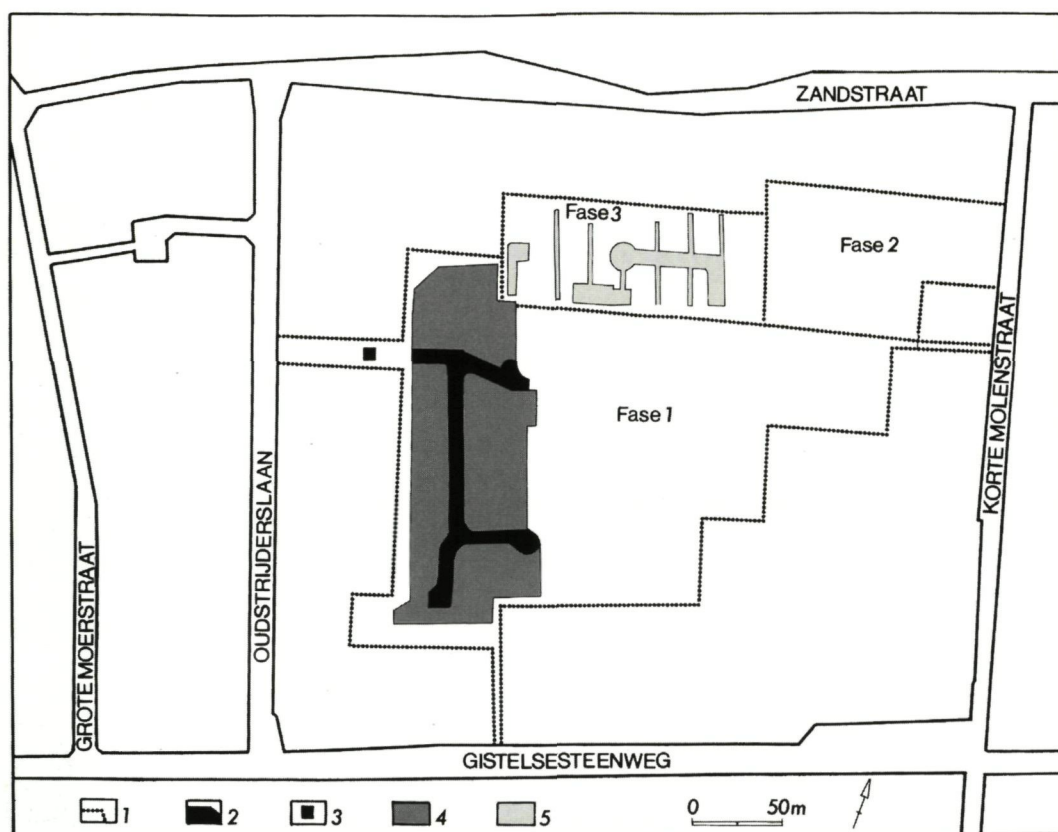 ZANDSTRAAT
Fase 3
Fase 2
Fase 1
GROTE MOERSTRAAT
OUDSTRIJDERSLAAN
KORTE MOLENSTRAAT
GISTELSESTEENWEG
1 2 3 4 5 0 50m